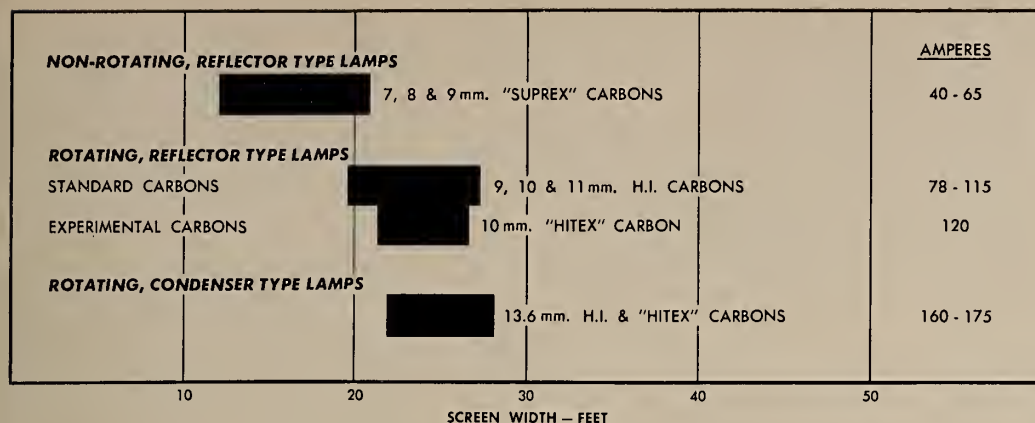 AMPERES
NON-ROTATING, REFLECTOR TYPE LAMPS
7, 8 & 9 mm. "SUPREX" CARBONS 40 - 65
ROTATING, REFLECTOR TYPE LAMPS
STANDARD CARBONS 9, 10 & 11 mm. H.I. CARBONS 78 - 115
EXPERIMENTAL CARBONS 10 mm. "HITEX" CARBON 120
ROTATING, CONDENSER TYPE LAMPS
13.6 mm. H.I. & "HITEX" CARBONS 160 - 175
10 20 30 40 50
SCREEN WIDTH — FEET